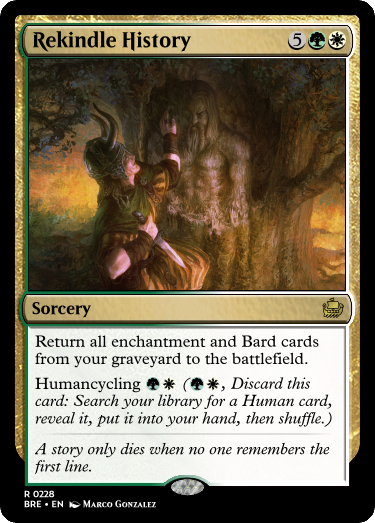 Rekindle History 5
Sorcery
Return all enchantment and Bard cards
from your graveyard to the battlefield.
Humancycling (, Discard this
card: Search your library for a Human card,
reveal it, put it into your hand, then shuffle.)
A story only dies when no one remembers the
first line.
R 0228
BRE • EN Marco Gonzalez